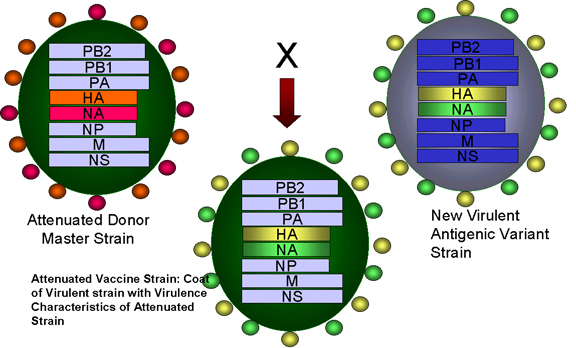 PB2
PB1
PA
HA
NA
NP
M
NS
Attenuated Donor
Master Strain
X
PB2
PB1
PA
HA
NA
NP
M
NS
New Virulent
Antigenic Variant
Strain
PB2
PB1
PA
HA
NA
NP
M
NS
Attenuated Vaccine Strain: Coat
of Virulent strain with Virulence
Characteristics of Attenuated
Strain